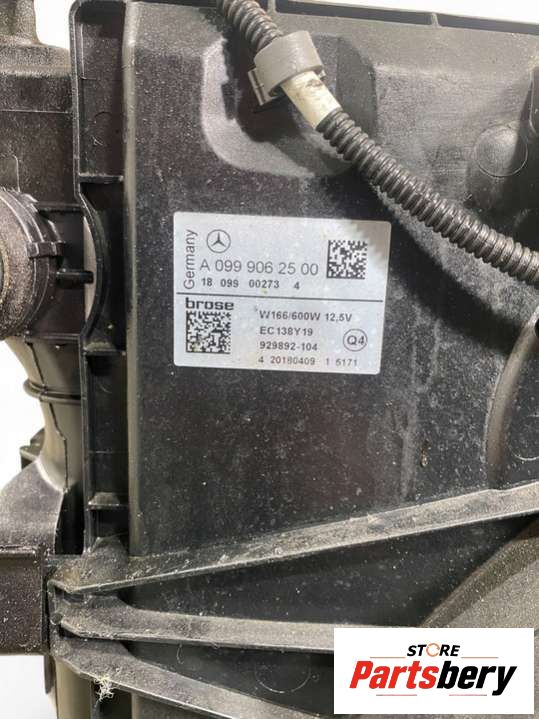 Germany
A 099 906 25 00
18 099 00273 4
brose
W166/600W 12,5V
EC138Y19
929892-104
Q4
4 20180409 1 5171
STORE
Partsbery